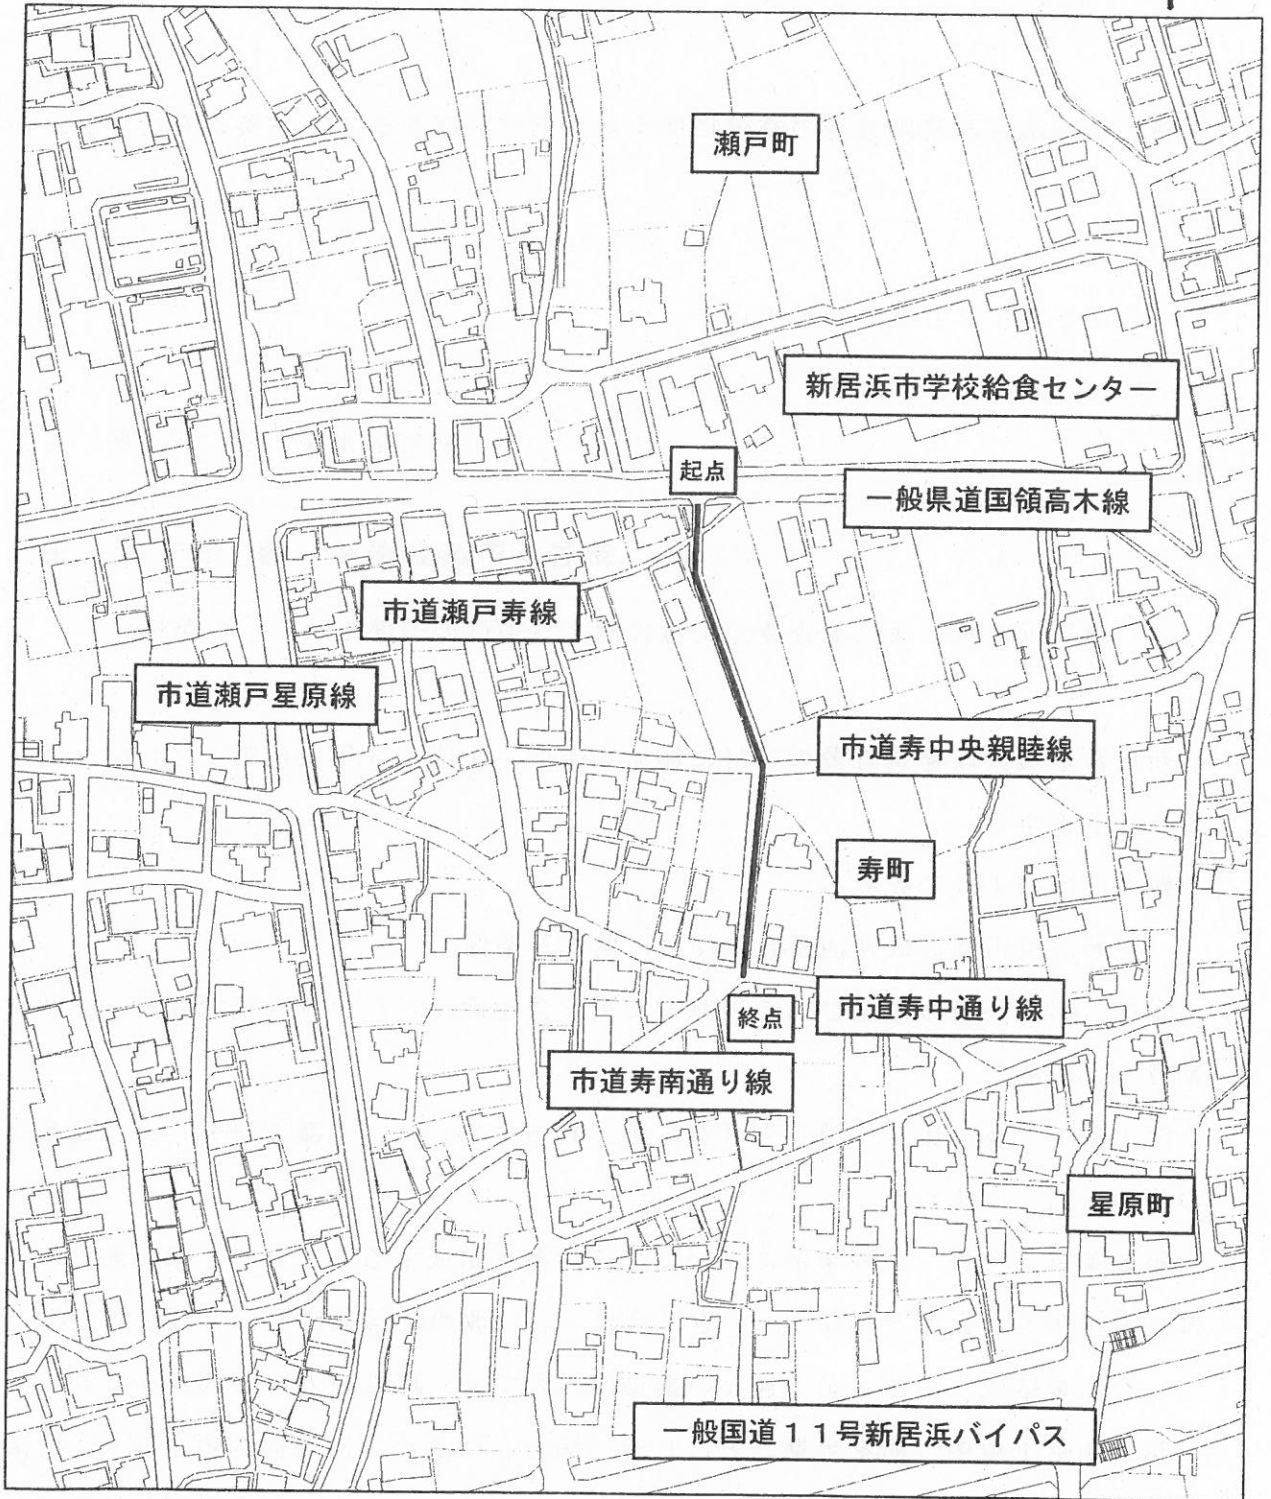 瀬戸町
新居浜市学校給食センター
起点
一般県道国領高木線
市道瀬戸寿線
市道瀬戸星原線
市道寿中央親睦線
寿町
市道寿中通り線
終点
市道寿南通り線
星原町
一般国道１１号新居浜バイパス